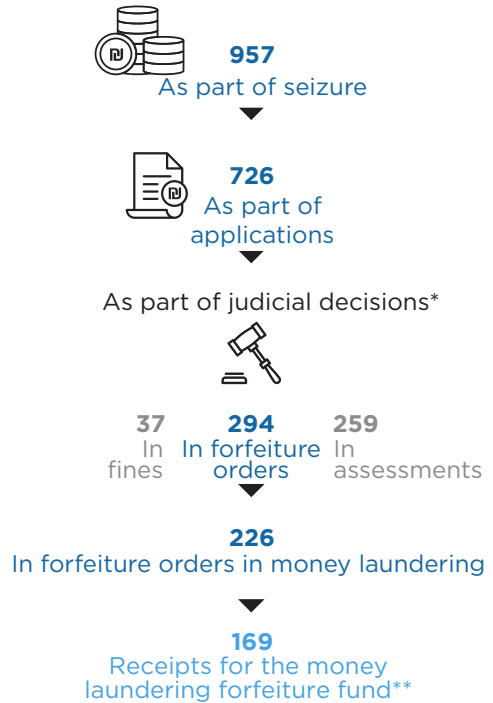 957
As part of seizure
726
As part of
applications
As part of judicial decisions*
37 294 259
In In forfeiture In
fines orders assessments
226
In forfeiture orders in money laundering
169
Receipts for the money
laundering forfeiture fund**